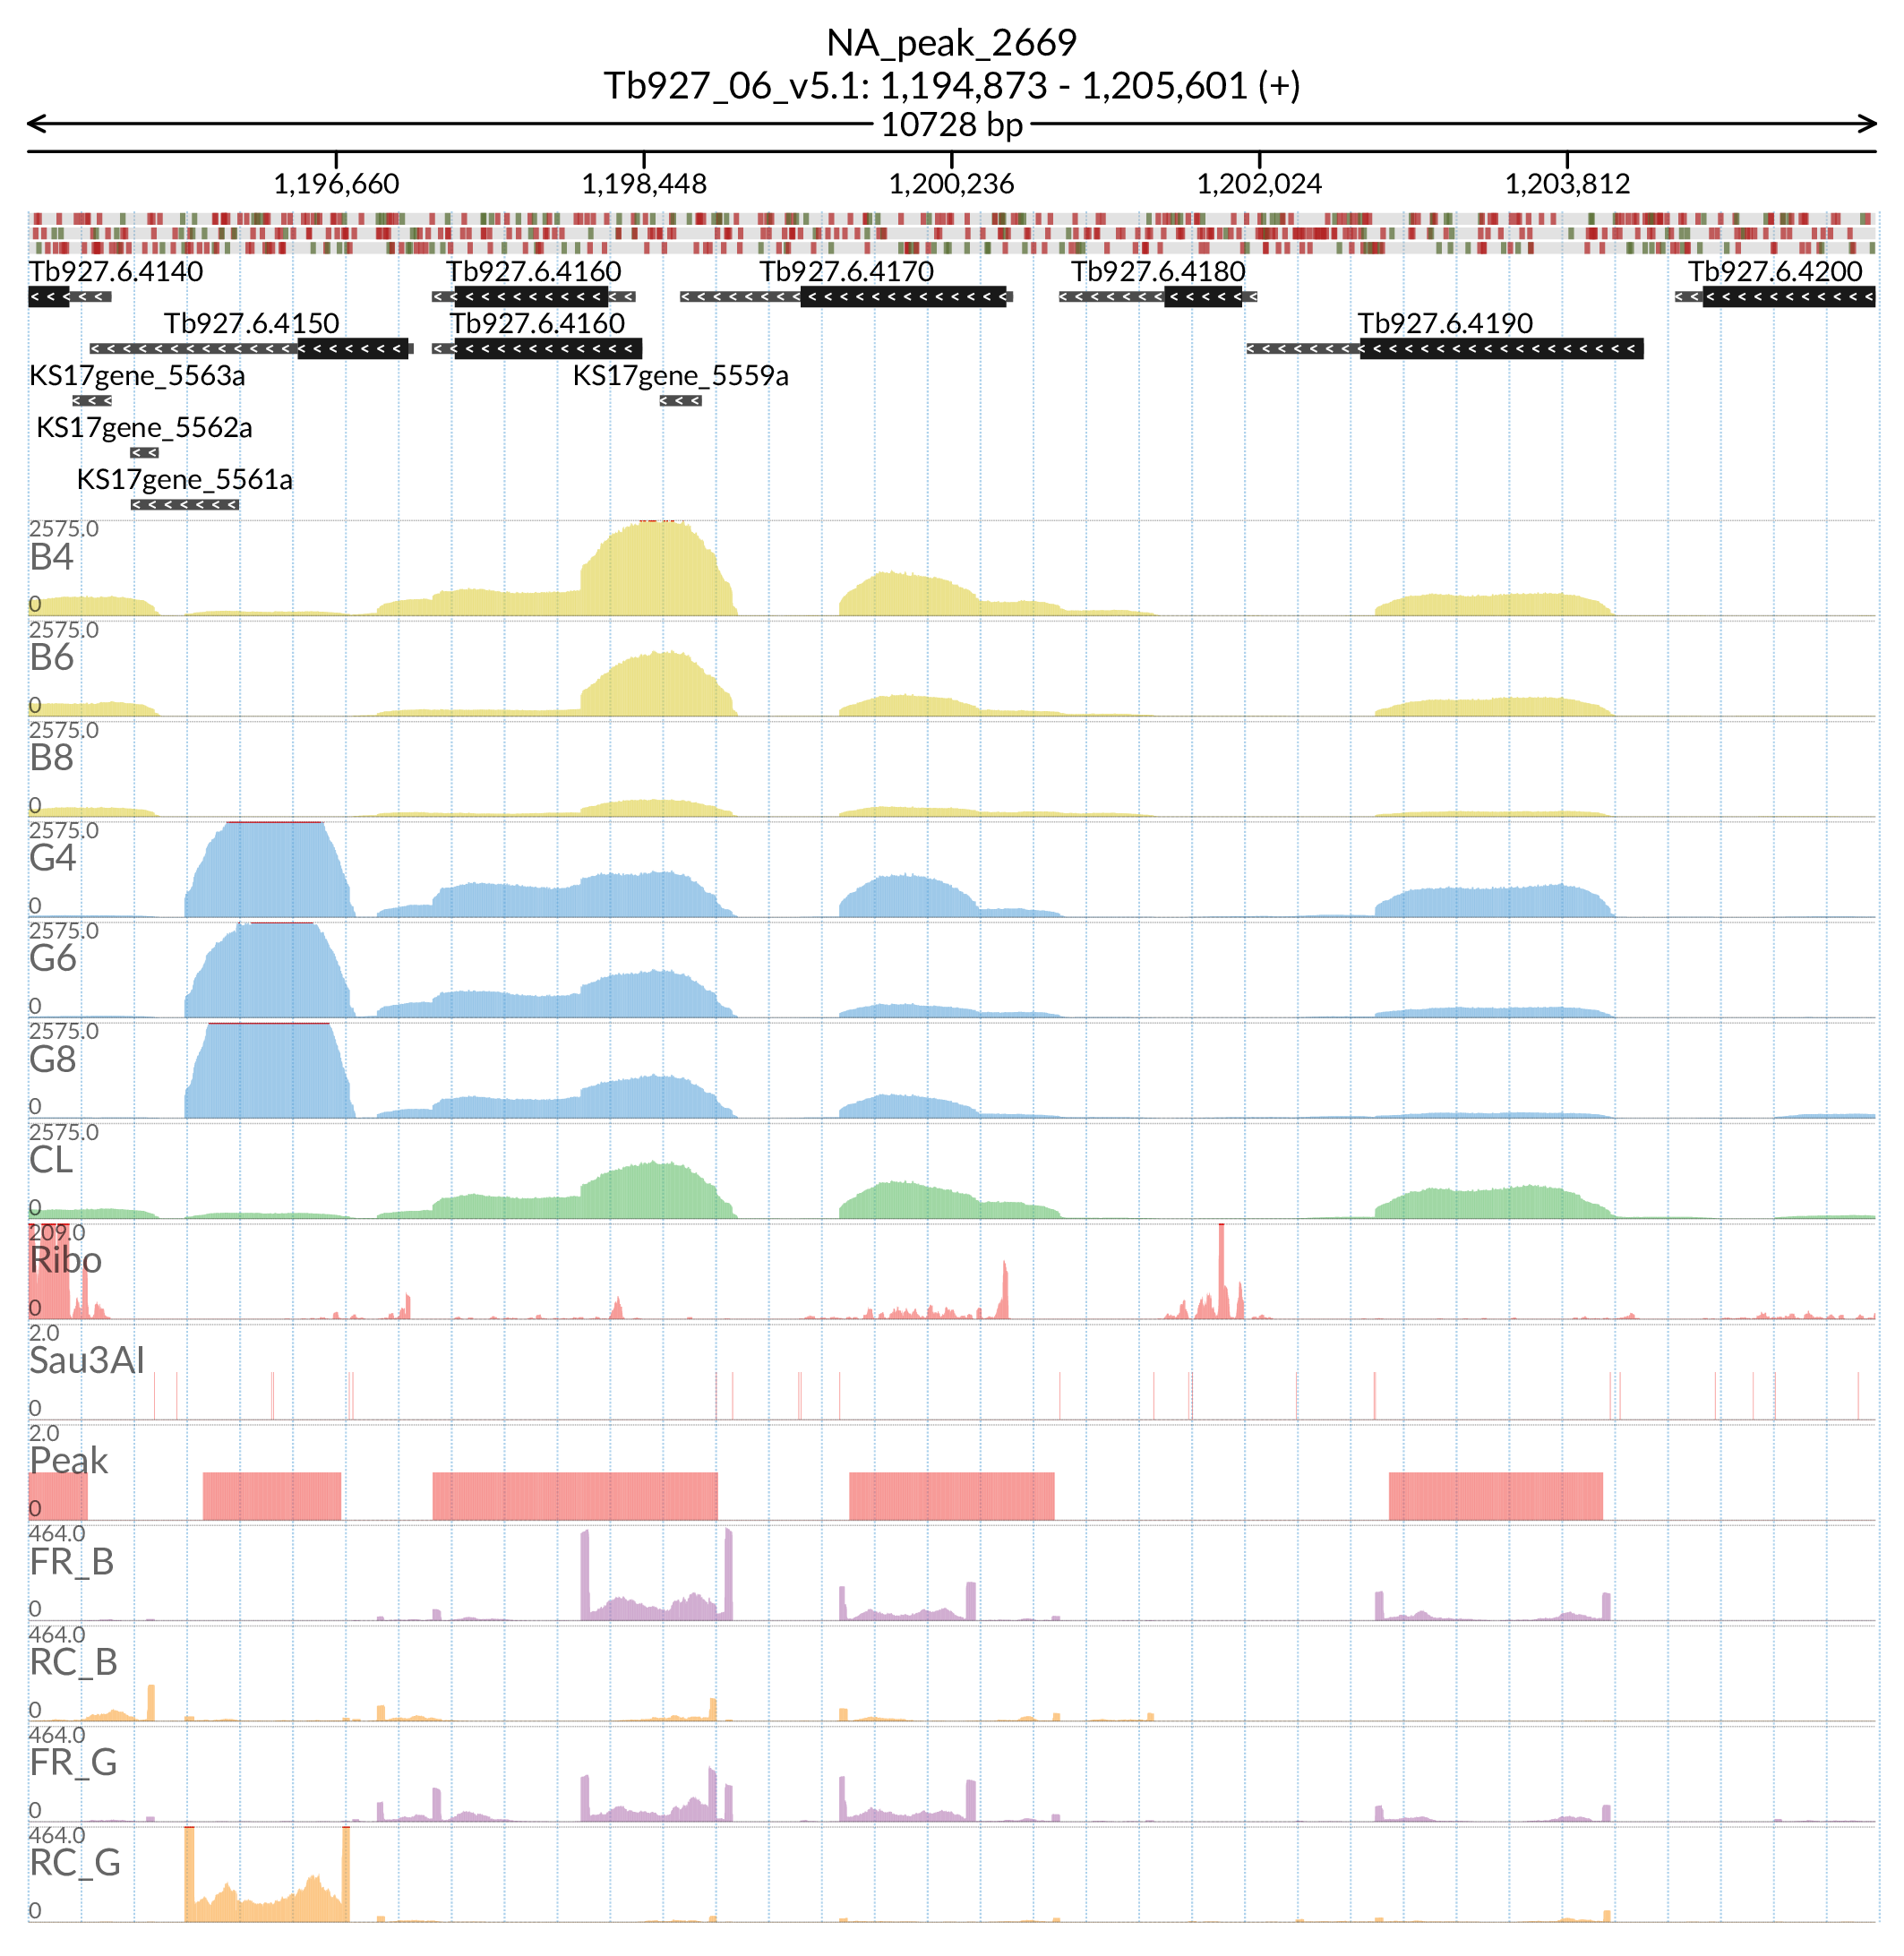 NA_peak_2669
Tb927_06_v5.1: 1,194,873 - 1,205,601 (+)
10728 bp
1,196,660 1,198,448 1,200,236 1,202,024 1,203,812
Tb927.6.4140 Tb927.6.4160 Tb927.6.4170 Tb927.6.4180 Tb927.6.4200
Tb927.6.4150 Tb927.6.4160 Tb927.6.4190
KS17gene_5563a KS17gene_5559a
KS17gene_5562a
KS17gene_5561a
2575.0
B4
0
2575.0
B6
0
2575.0
B8
0
2575.0
G4
0
2575.0
G6
0
2575.0
G8
0
2575.0
CL
0
209.0
Ribo
0
2.0
Sau3AI
0
2.0
Peak
0
464.0
FR_B
0
464.0
RC_B
0
464.0
FR_G
0
464.0
RC_G
0